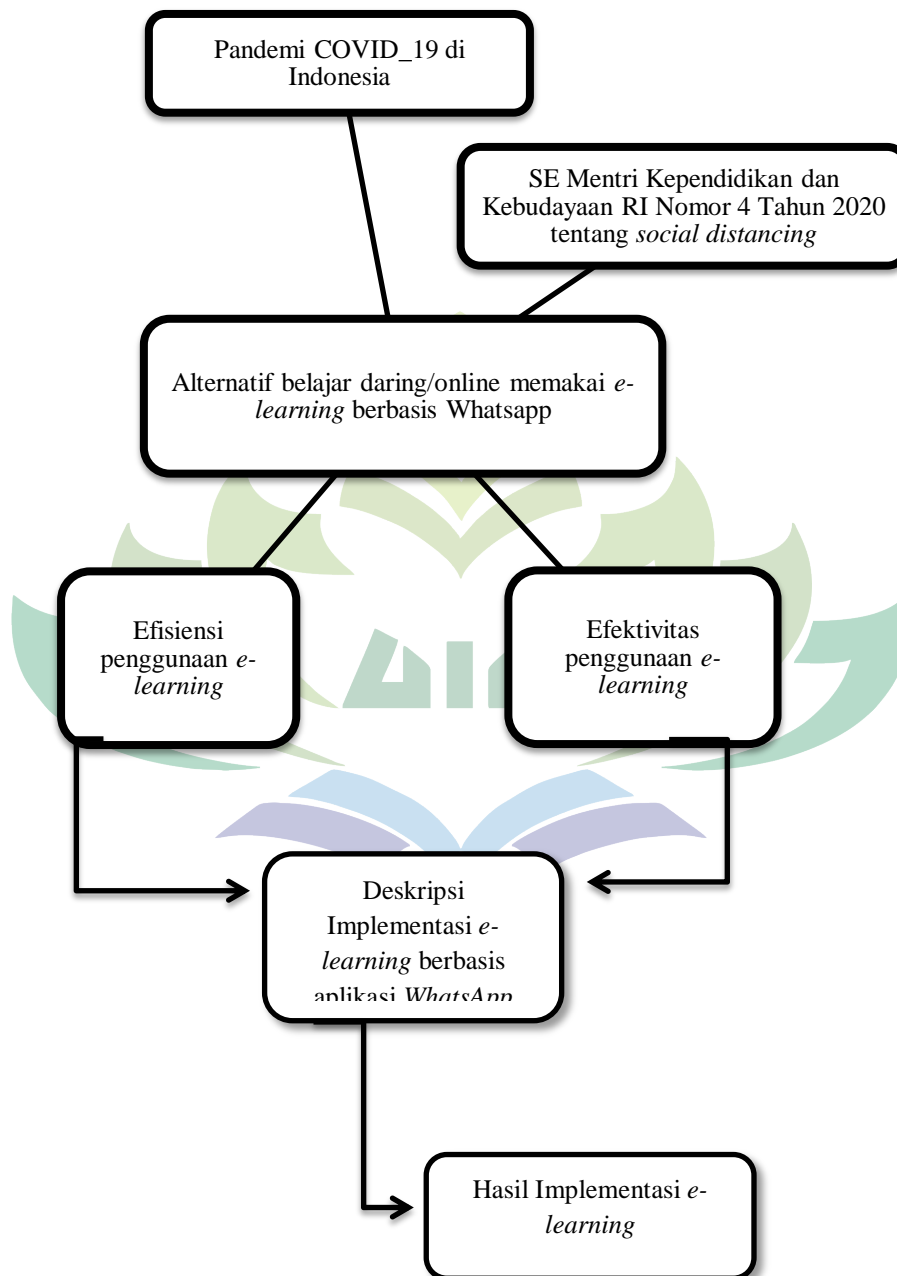 Pandemi COVID_19 di
Indonesia
SE Mentri Kependidikan dan
Kebudayaan RI Nomor 4 Tahun 2020
tentang social distancing
Alternatif belajar daring/online memakai e-
learning berbasis Whatsapp
Efisiensi
penggunaan e-
learning
Efektivitas
penggunaan e-
learning
Deskripsi
Implementasi e-
learning berbasis
aplikasi WhatsApp
Hasil Implementasi e-
learning